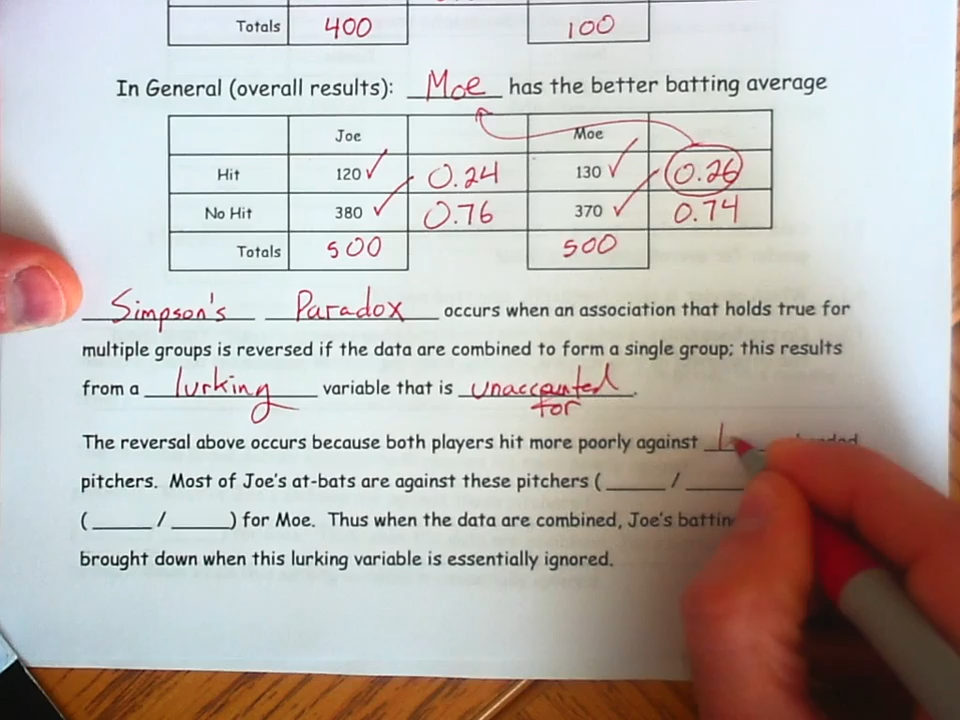 Totals 400 100
In General (overall results): Moe has the better batting average
Joe Moe
Hit 120 ✓ 0.24 130 ✓ 0.26
No Hit 380 ✓ 0.76 370 ✓ 0.74
Totals 500 500
Simpson's Paradox occurs when an association that holds true for
multiple groups is reversed if the data are combined to form a single group; this results
from a lurking variable that is unaccounted
for
The reversal above occurs because both players hit more poorly against
pitchers. Most of Joe's at-bats are against these pitchers ( _____ / _____
( _____ / _____ ) for Moe. Thus when the data are combined, Joe's
brought down when this lurking variable is essentially ignored.